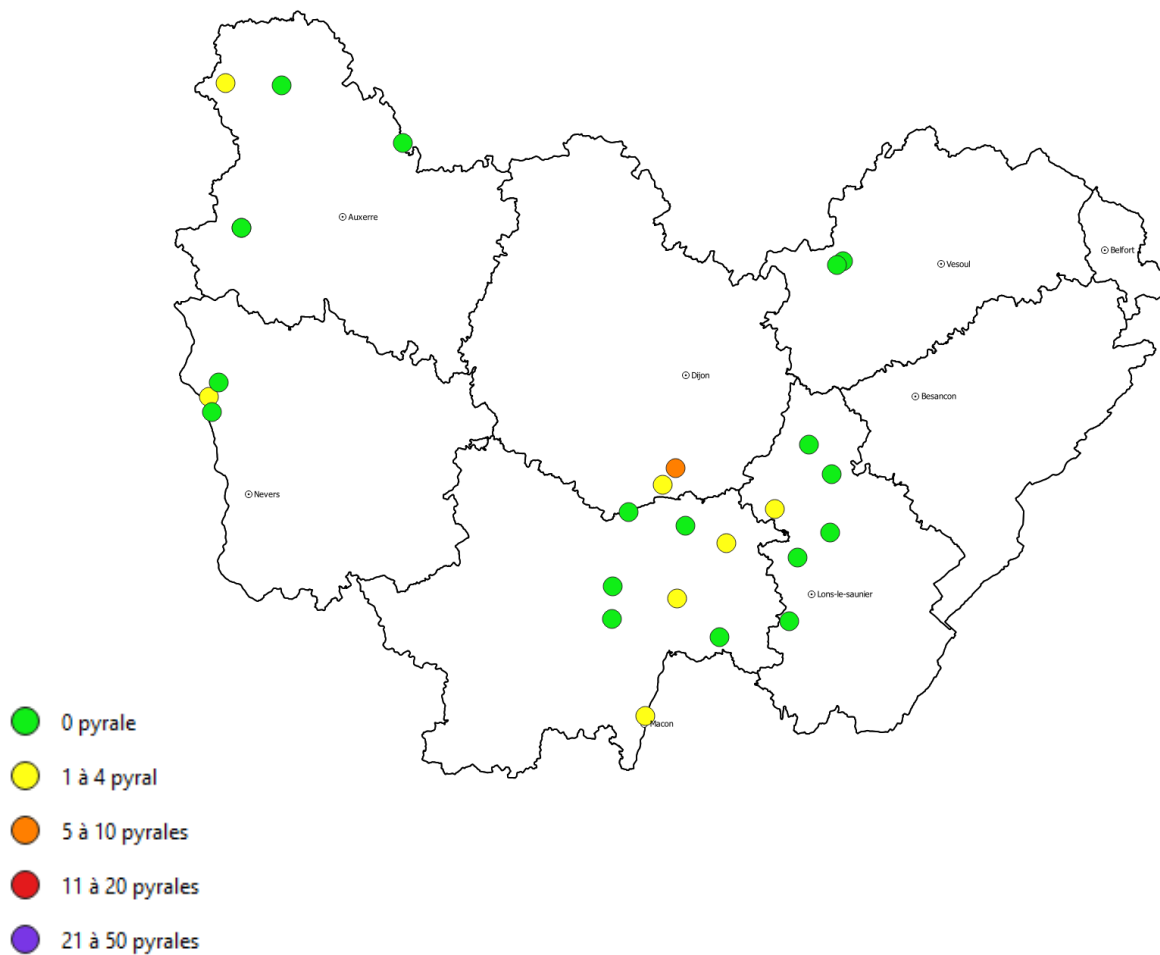 Auxerre
Belfort
Vesoul
Dijon
Besancon
Nevers
Lons-le-saunier
Macon
0 pyrale
1 à 4 pyral
5 à 10 pyrales
11 à 20 pyrales
21 à 50 pyrales